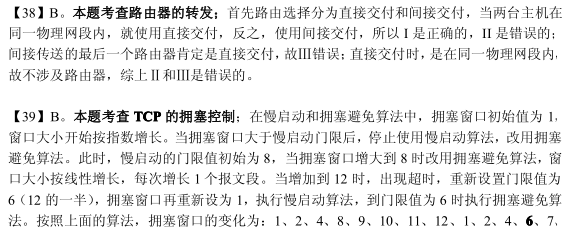 【38】B。本题考查路由器的转发；首先路由选择分为直接交付和间接交付，当两台主机在
同一物理网段内，就使用直接交付，反之，使用间接交付，所以 I 是正确的，II 是错误的；
间接传送的最后一个路由器肯定是直接交付，故Ⅲ错误；直接交付时，是在同一物理网段内，
故不涉及路由器，综上Ⅱ和Ⅲ是错误的。
【39】B。本题考查 TCP 的拥塞控制；在慢启动和拥塞避免算法中，拥塞窗口初始值为 1，
窗口大小开始按指数增长。当拥塞窗口大于慢启动门限后，停止使用慢启动算法，改用拥塞
避免算法。此时，慢启动的门限值初始为 8，当拥塞窗口增大到 8 时改用拥塞避免算法，窗
口大小按线性增长，每次增长 1 个报文段。当增加到 12 时，出现超时，重新设置门限值为
6（12 的一半），拥塞窗口再重新设为 1，执行慢启动算法，到门限值为 6 时执行拥塞避免算
法。按照上面的算法，拥塞窗口的变化为：1、2、4、8、9、10、11、12、1、2、4、6、7、